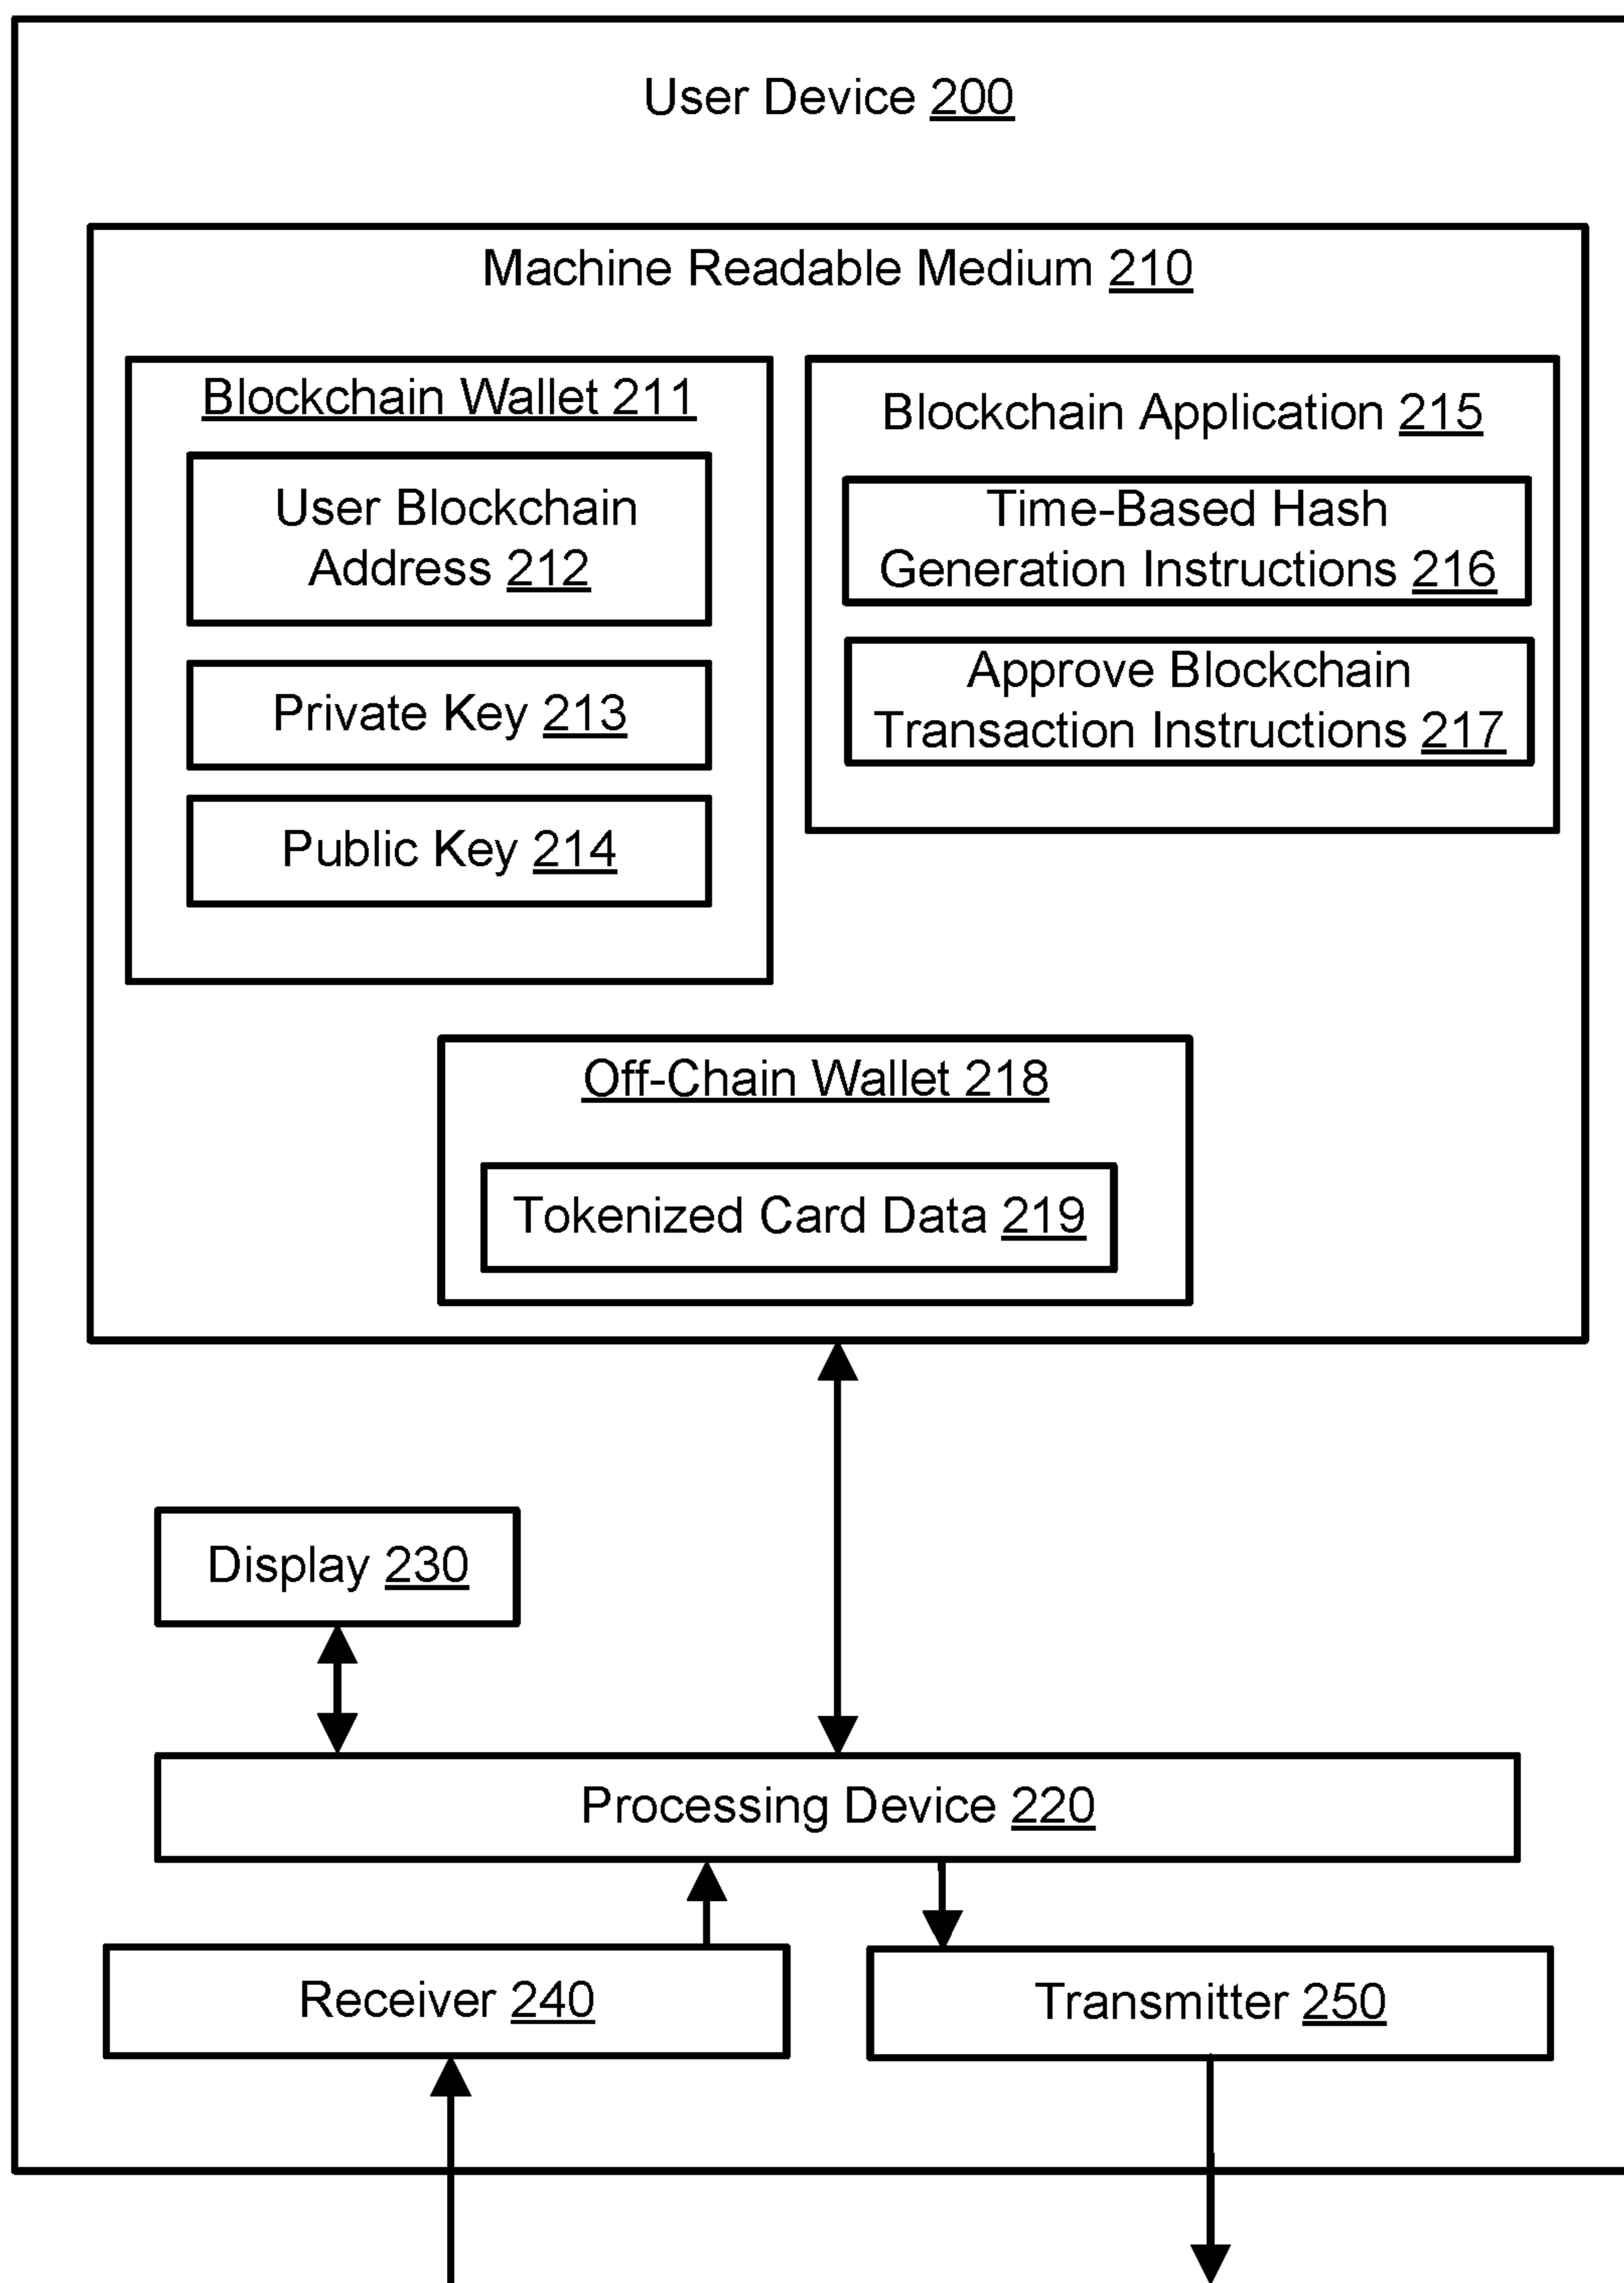 User Device 200
Machine Readable Medium 210
Blockchain Wallet 211
User Blockchain
Address 212
Private Key 213
Public Key 214
Blockchain Application 215
Time-Based Hash
Generation Instructions 216
Approve Blockchain
Transaction Instructions 217
Off-Chain Wallet 218
Tokenized Card Data 219
Display 230
Processing Device 220
Receiver 240
Transmitter 250